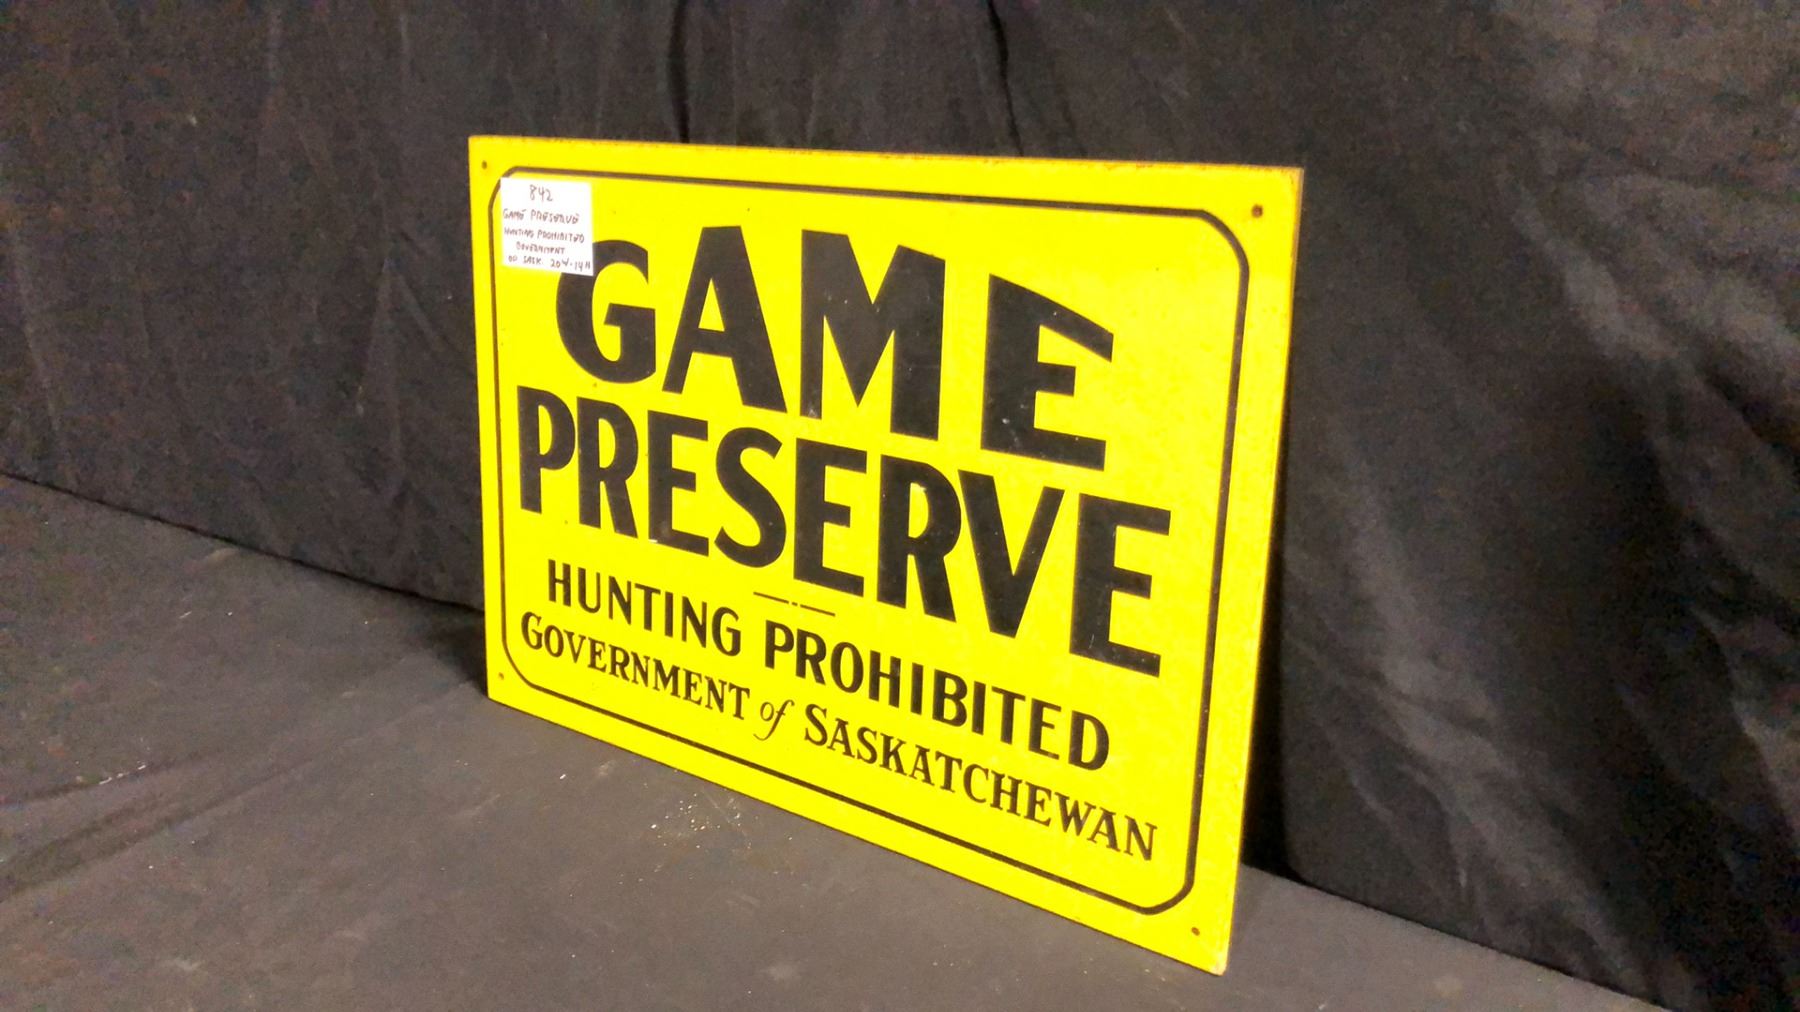 842
GAME PRESERVE
HUNTING PROHIBITED
GOVERNMENT
OF SASK. 20W-14H
GAME
PRESERVE
HUNTING PROHIBITED
GOVERNMENT of SASKATCHEWAN